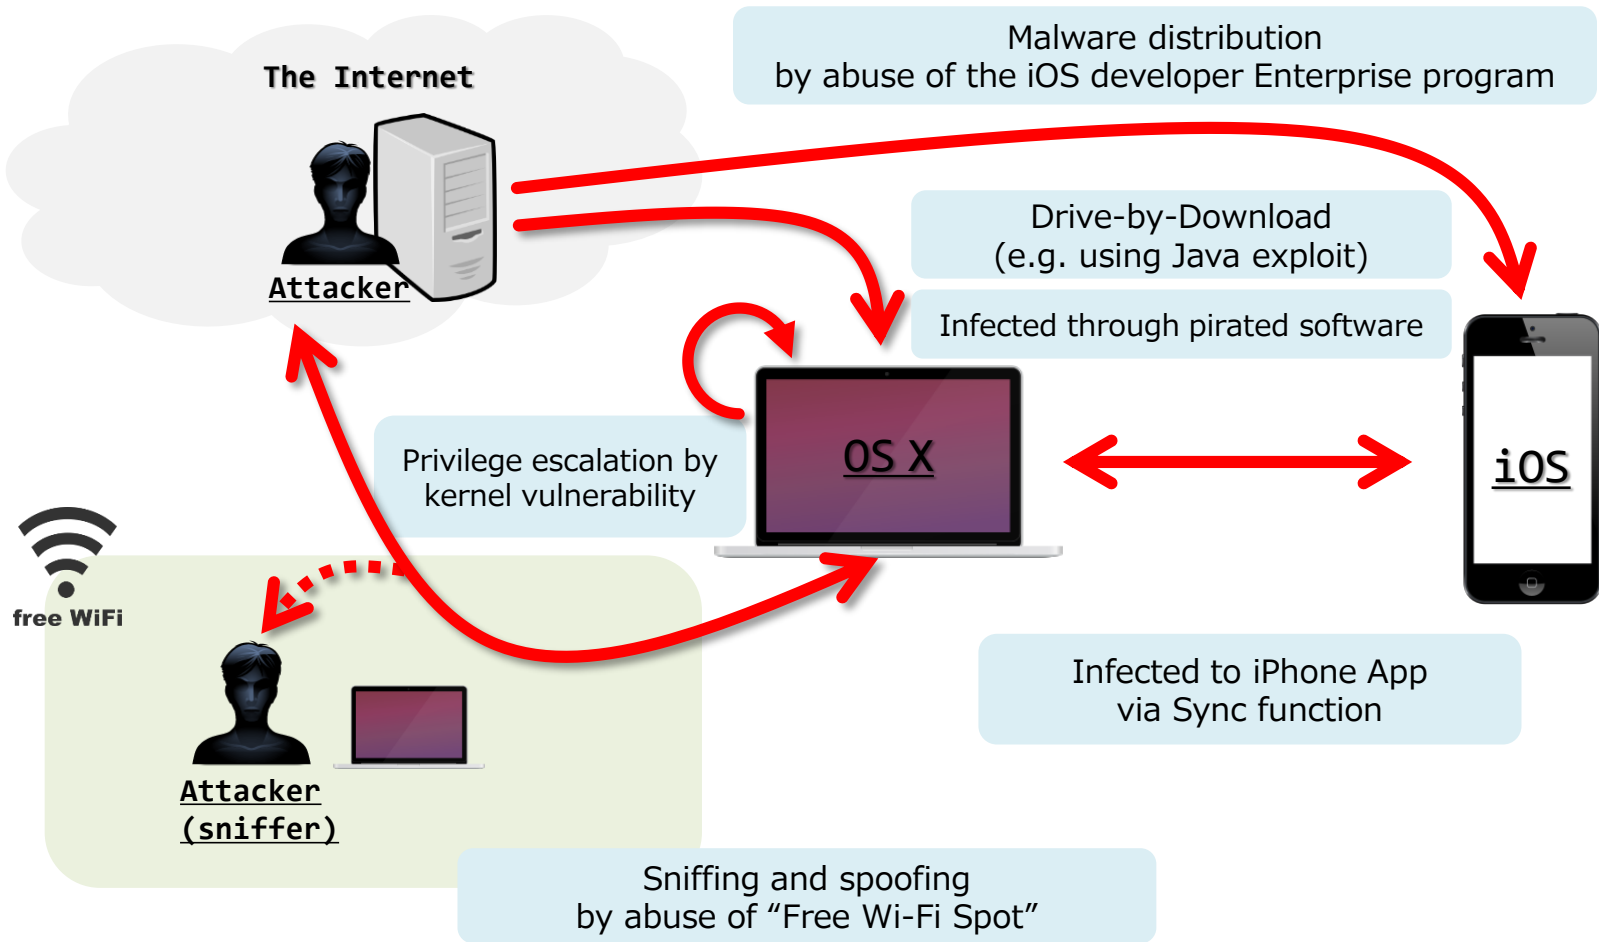 Malware distribution
by abuse of the iOS developer Enterprise program
The Internet
Attacker
Drive-by-Download
(e.g. using Java exploit)
Infected through pirated software
OS X
iOS
Privilege escalation by
kernel vulnerability
free WiFi
Infected to iPhone App
via Sync function
Attacker
(sniffer)
Sniffing and spoofing
by abuse of “Free Wi-Fi Spot”